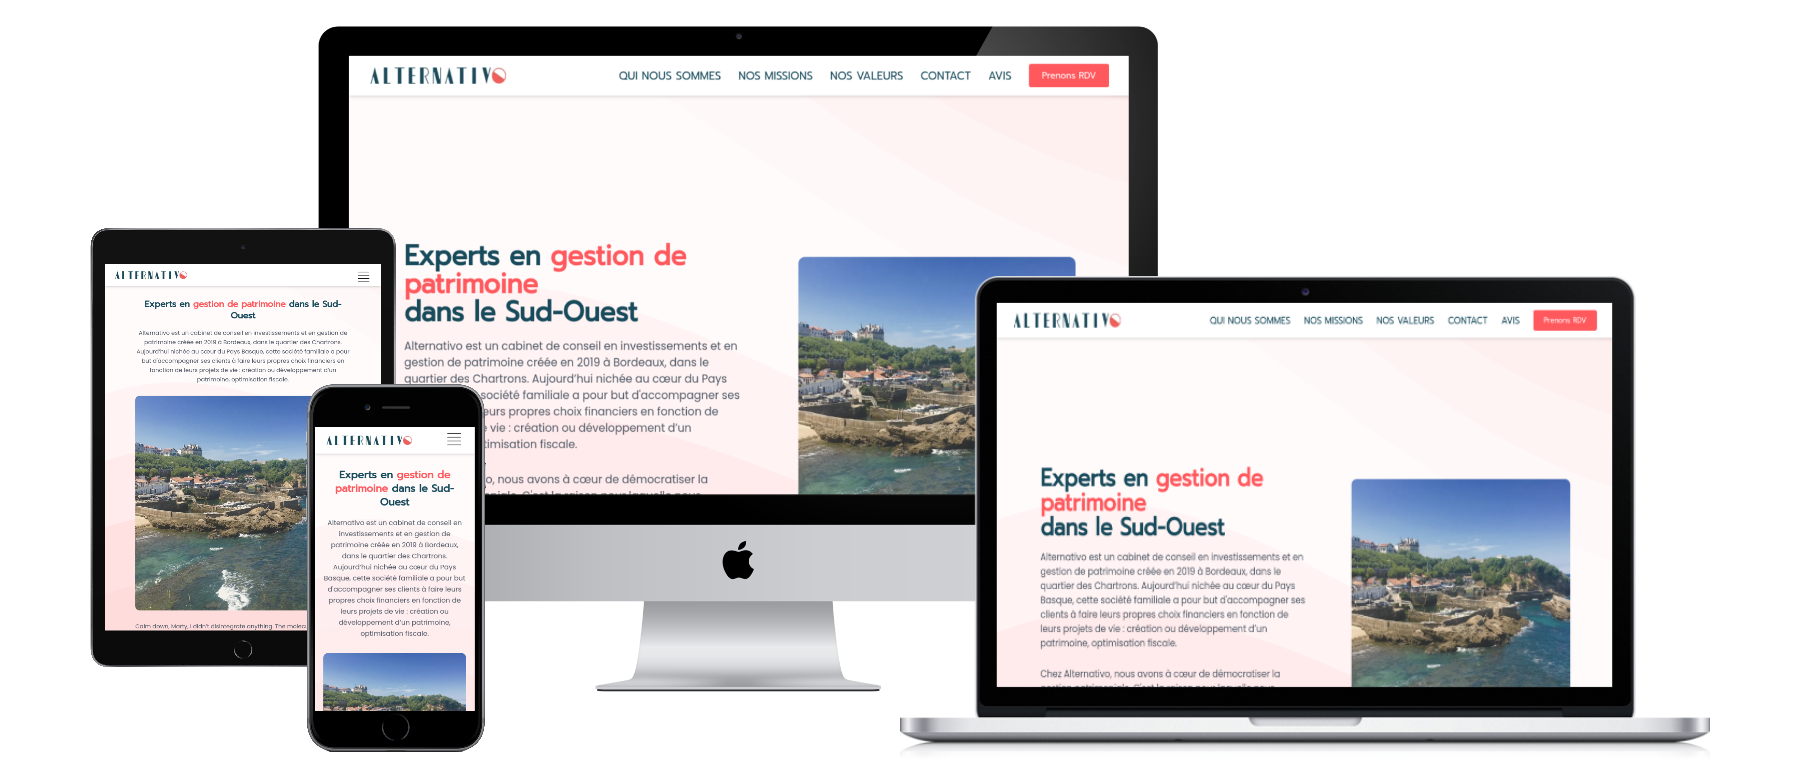 ALTERNATIVO
QUI NOUS SOMMES NOS MISSIONS NOS VALEURS CONTACT AVIS Prenons RDV
Experts en gestion de
patrimoine
dans le Sud-Ouest
Alternativo est un cabinet de conseil en investissements et en
gestion de patrimoine créée en 2019 à Bordeaux, dans le
quartier des Chartrons. Aujourd'hui nichée au cœur du Pays
société familiale a pour but d'accompagner ses
eurs propres choix financiers en fonction de
vie : création ou développement d'un
timisation fiscale.
o, nous avons à cœur de démocratiser la
ALTERNATIVO
Experts en gestion de patrimoine dans le Sud-
Ouest
Alternativo est un cabinet de conseil en investissements et en gestion de
patrimoine créée en 2019 à Bordeaux, dans le quartier des Chartrons.
Aujourd'hui nichée au cœur du Pays Basque, cette société familiale a pour
but d'accompagner ses clients à faire leurs propres choix financiers en
fonction de leurs projets de vie : création ou développement d'un
patrimoine, optimisation fiscale.
Calm down, Marty, I didn't disintegrate anything. The molec
ALTERNATIVO
Experts en gestion de
patrimoine dans le Sud-
Ouest
Alternativo est un cabinet de conseil en
investissements et en gestion de
patrimoine créée en 2019 à Bordeaux,
dans le quartier des Chartrons.
Aujourd'hui nichée au cœur du Pays
Basque, cette société familiale a pour but
d'accompagner ses clients à faire leurs
propres choix financiers en fonction de
leurs projets de vie : création ou
développement d'un patrimoine,
optimisation fiscale.
ALTERNATIVO
QUI NOUS SOMMES NOS MISSIONS NOS VALEURS CONTACT AVIS Prenons RDV
Experts en gestion de
patrimoine
dans le Sud-Ouest
Alternativo est un cabinet de conseil en investissements et en
gestion de patrimoine créée en 2019 à Bordeaux, dans le
quartier des Chartrons. Aujourd'hui nichée au cœur du Pays
Basque, cette société familiale a pour but d'accompagner ses
clients à faire leurs propres choix financiers en fonction de
leurs projets de vie : création ou développement d'un
patrimoine, optimisation fiscale.
Chez Alternativo, nous avons à cœur de démocratiser la